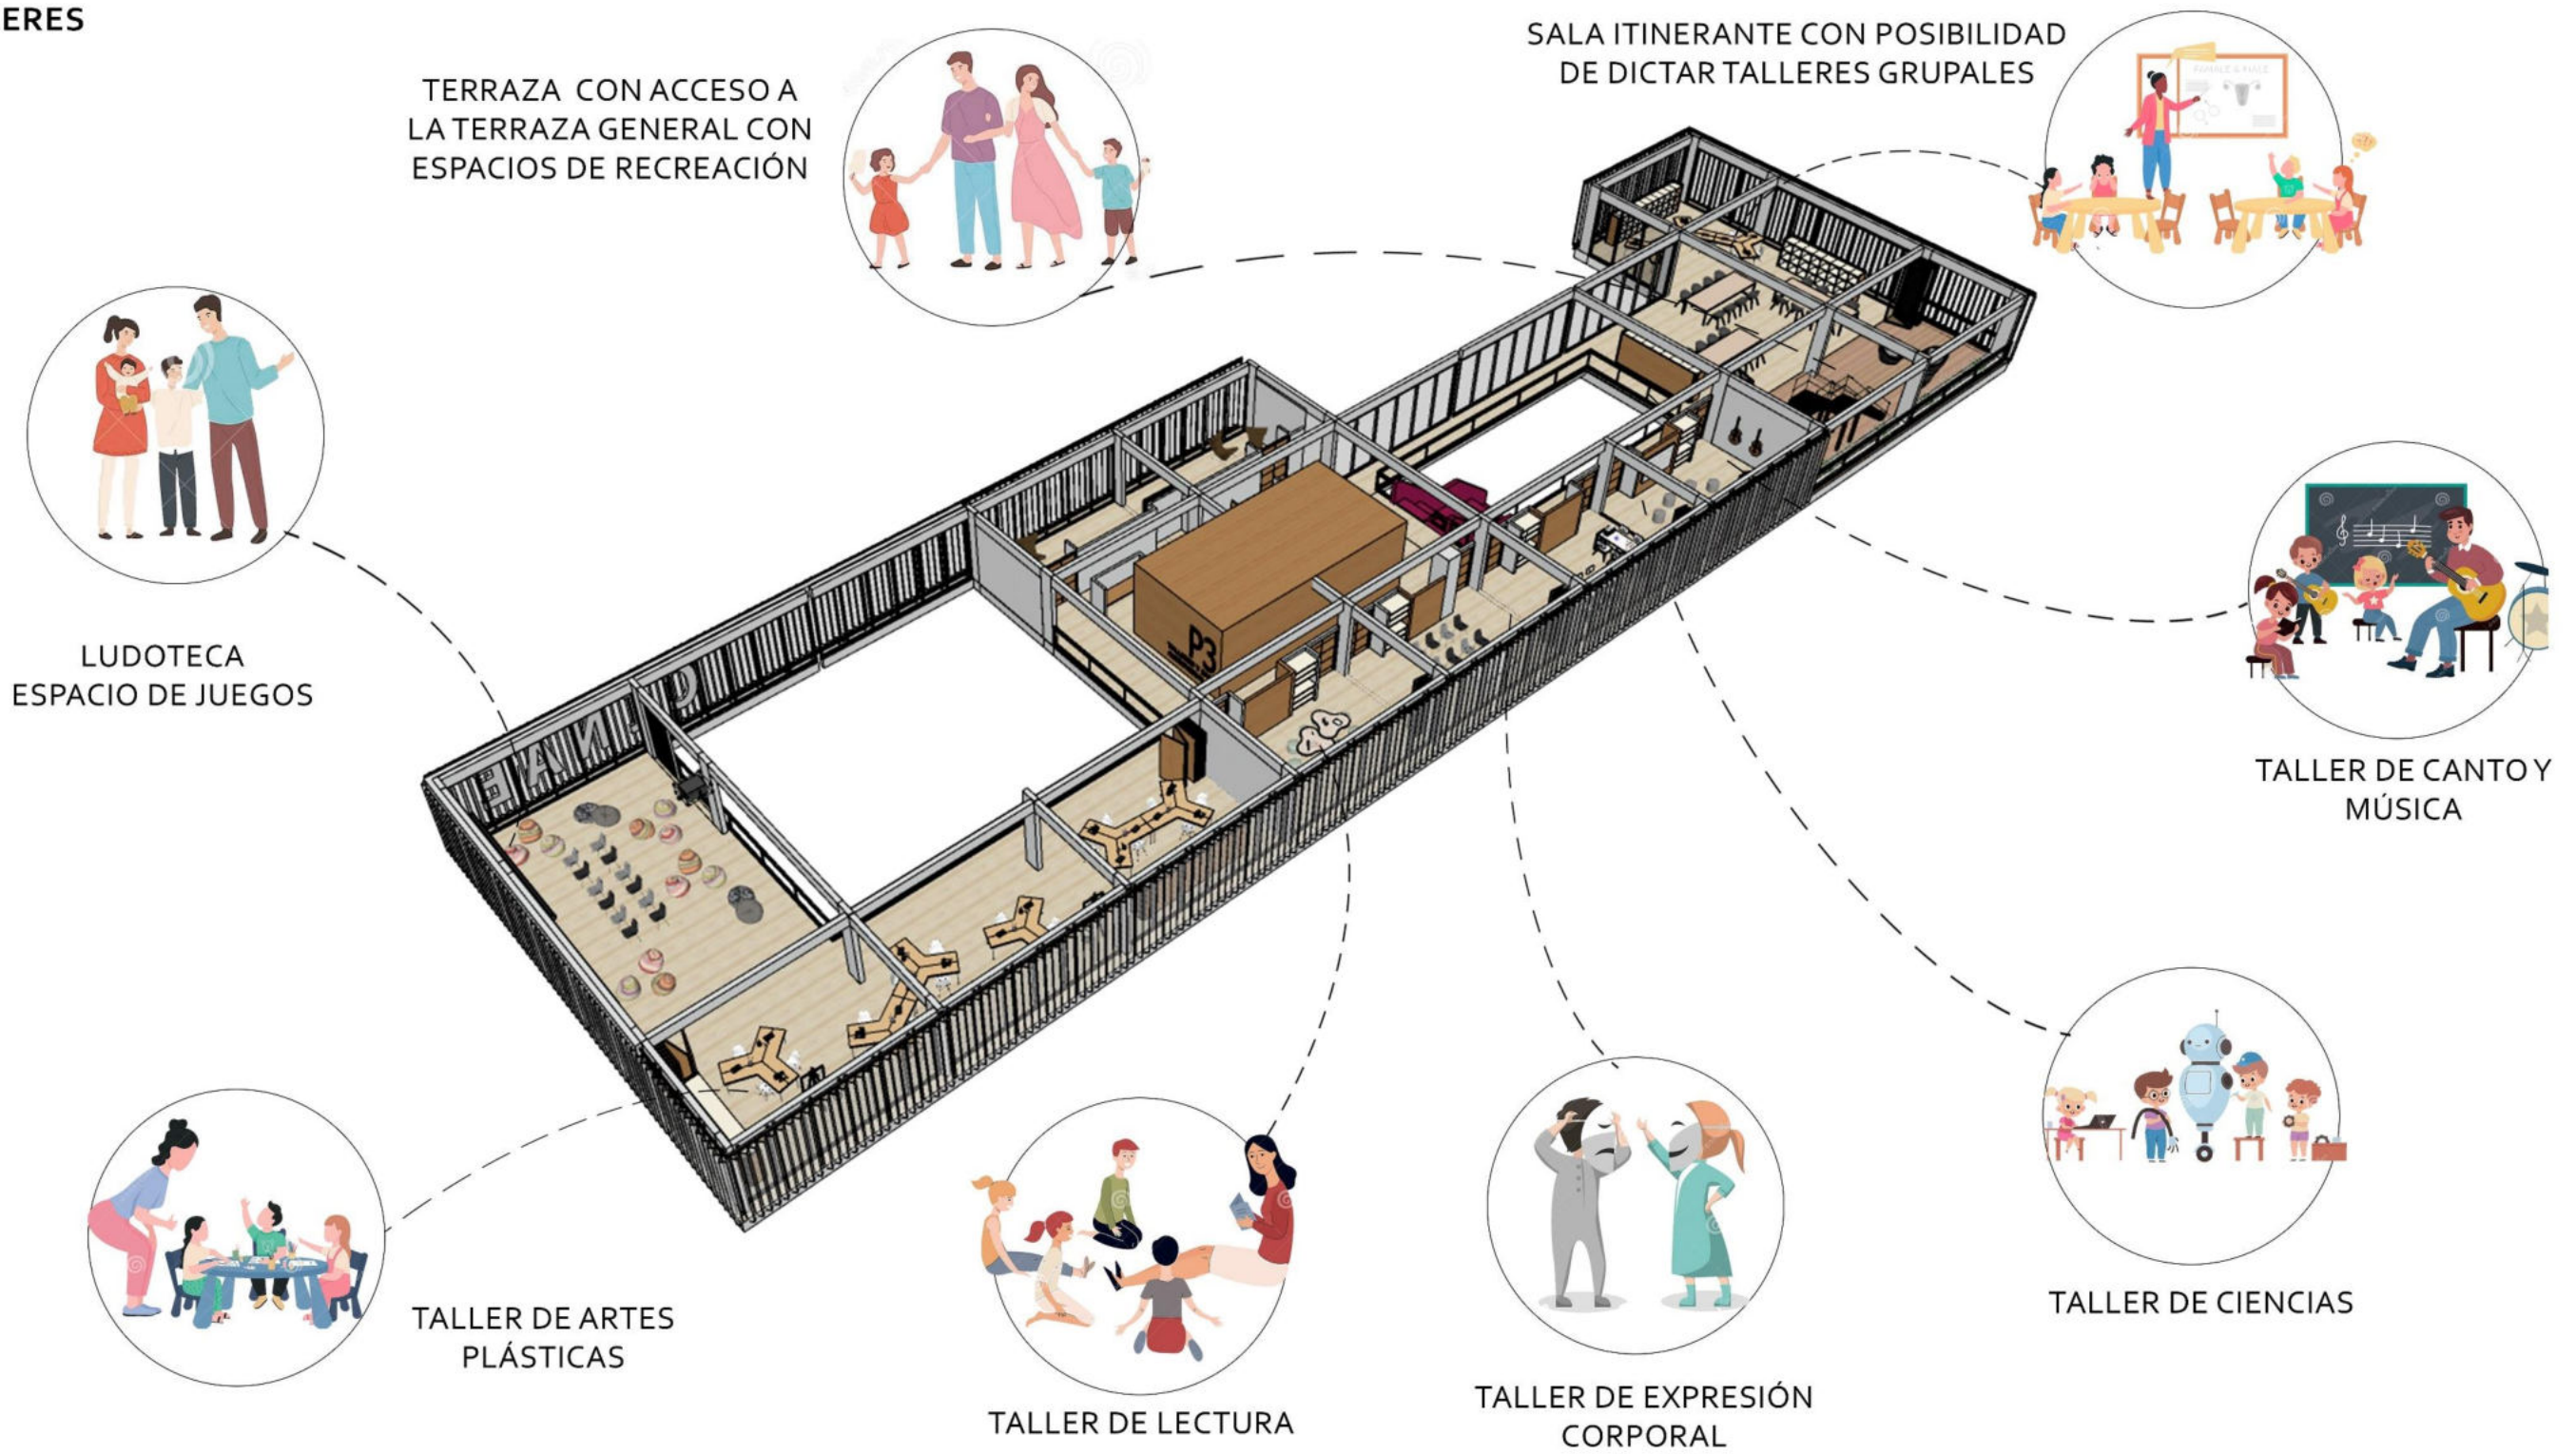 ERES
TERRAZA CON ACCESO A
LA TERRAZA GENERAL CON
ESPACIOS DE RECREACIÓN
SALA ITINERANTE CON POSIBILIDAD
DE DICTAR TALLERES GRUPALES
LUDOTECA
ESPACIO DE JUEGOS
P3
TALLER DE CANTO Y
MÚSICA
TALLER DE ARTES
PLÁSTICAS
TALLER DE LECTURA
TALLER DE EXPRESIÓN
CORPORAL
TALLER DE CIENCIAS